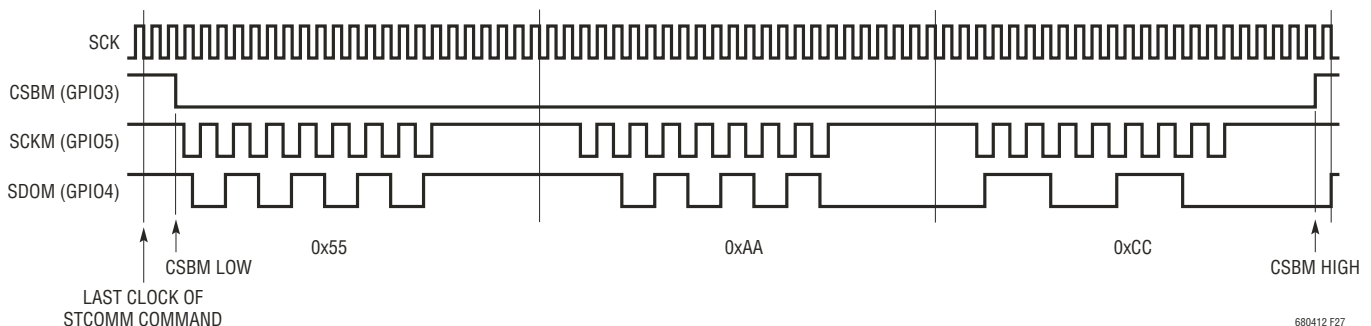 SCK
CSBM (GPIO3)
SCKM (GPIO5)
SDOM (GPIO4)
0x55
0xAA
0xCC
CSBM LOW
CSBM HIGH
LAST CLOCK OF
STCOMM COMMAND
680412 F27